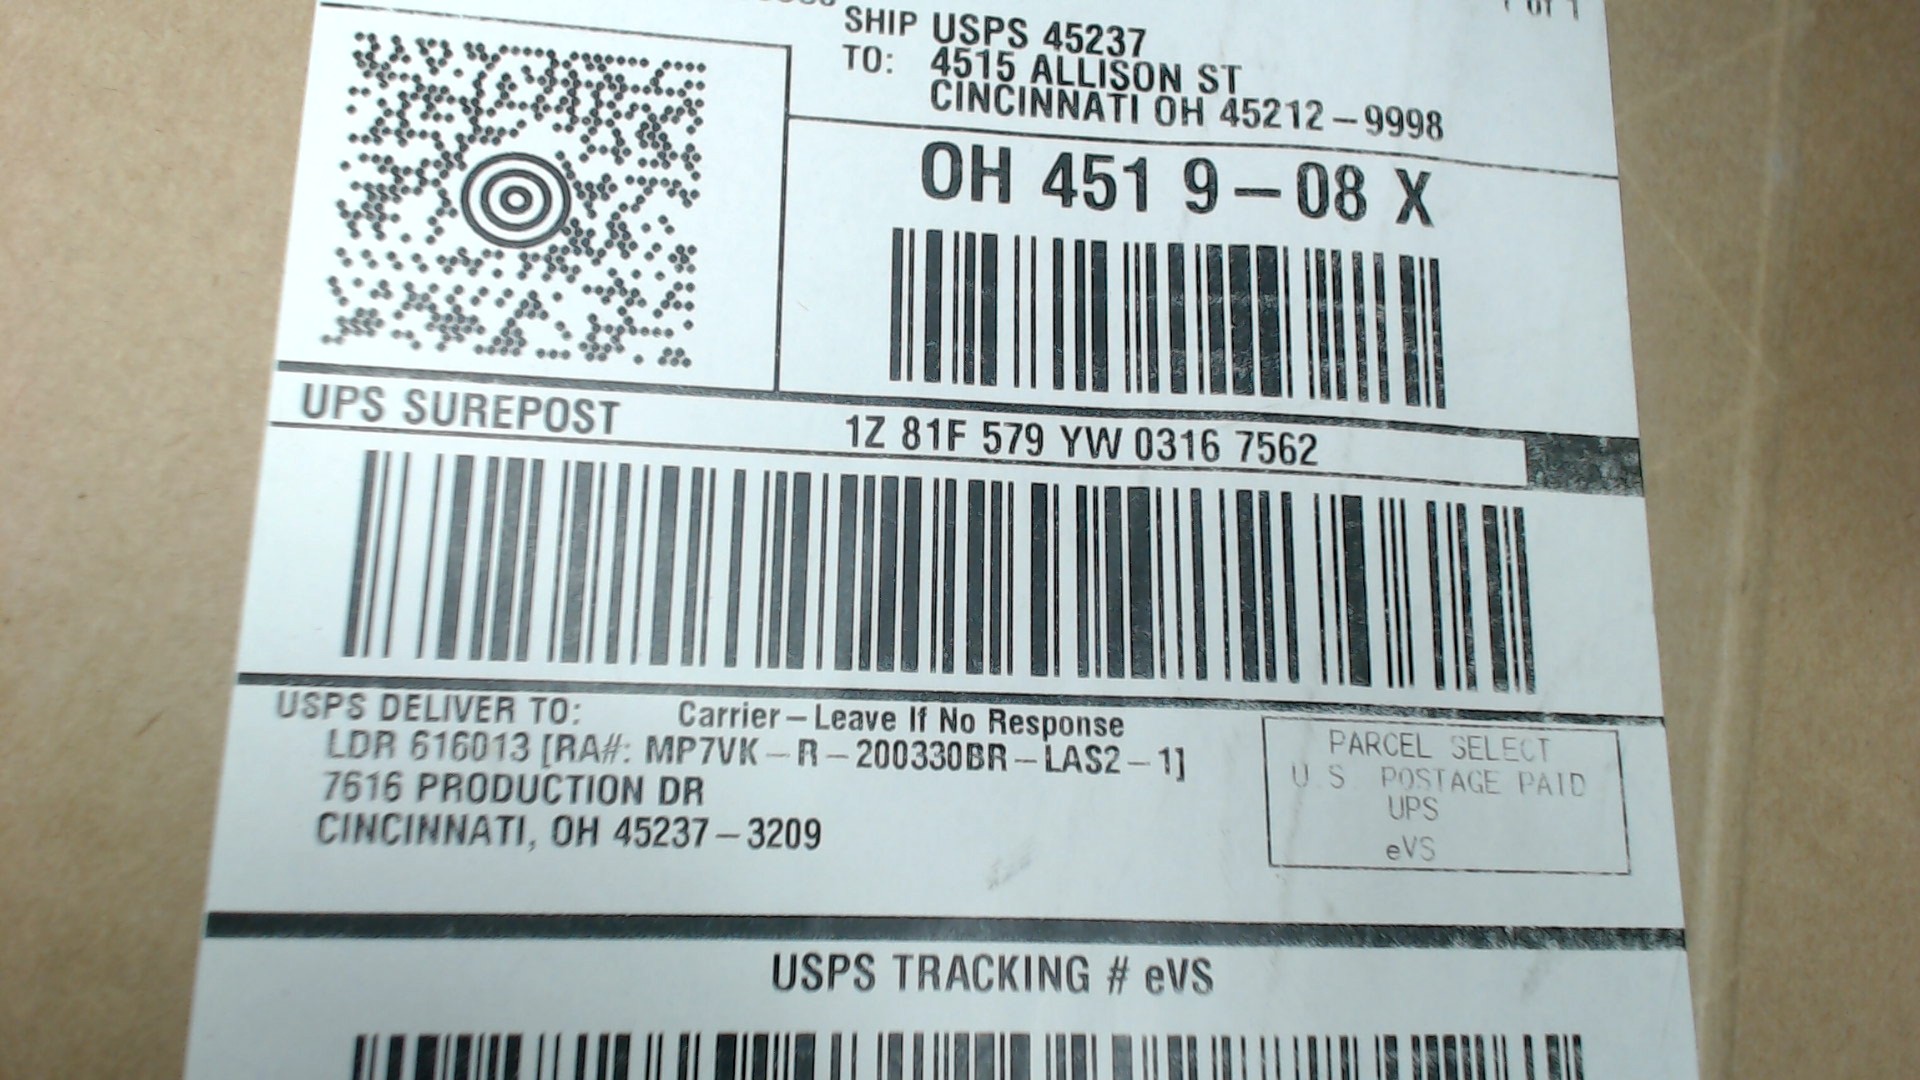 SHIP USPS 45237
TO: 4515 ALLISON ST
CINCINNATI OH 45212-9998
OH 451 9-08 X
UPS SUREPOST
1Z 81F 579 YW 0316 7562
USPS DELIVER TO: Carrier-Leave If No Response
LDR 616013 [RA#: MP7VK-R-200330BR-LAS2-1]
7616 PRODUCTION DR
CINCINNATI, OH 45237-3209
PARCEL SELECT
U S POSTAGE PAID
UPS
eVS
USPS TRACKING # eVS